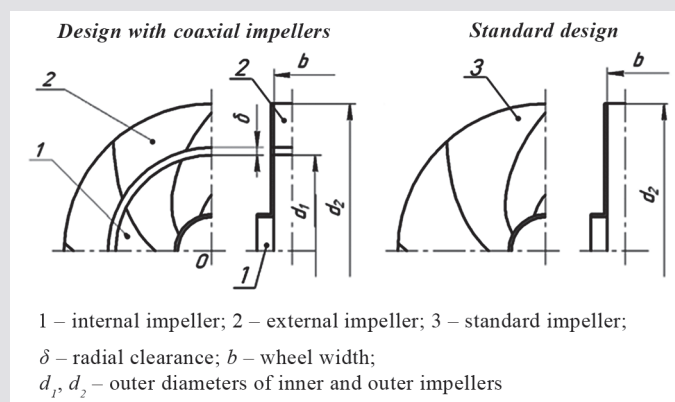 Design with coaxial impellers
Standard design
2
2
b
3
b
δ
1
d₁
d₂
d₂
O
1
1 – internal impeller; 2 – external impeller; 3 – standard impeller;
δ – radial clearance; b – wheel width;
d₁, d₂ – outer diameters of inner and outer impellers